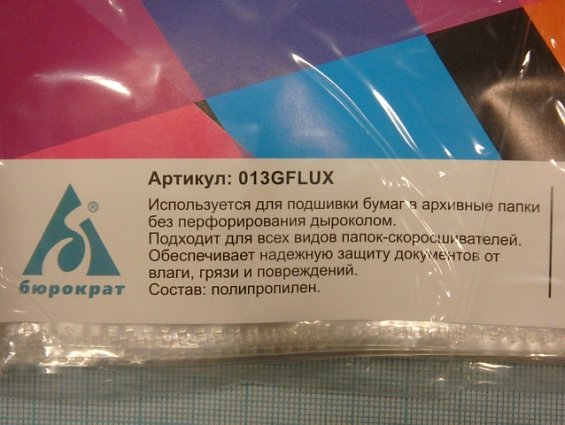 Артикул: 013GFLUX
Используется для подшивки бумаг в архивные папки
без перфорирования дыроколом.
Подходит для всех видов папок-скоросшивателей.
Обеспечивает надежную защиту документов от
влаги, грязи и повреждений.
Состав: полипропилен.
®
бюрократ